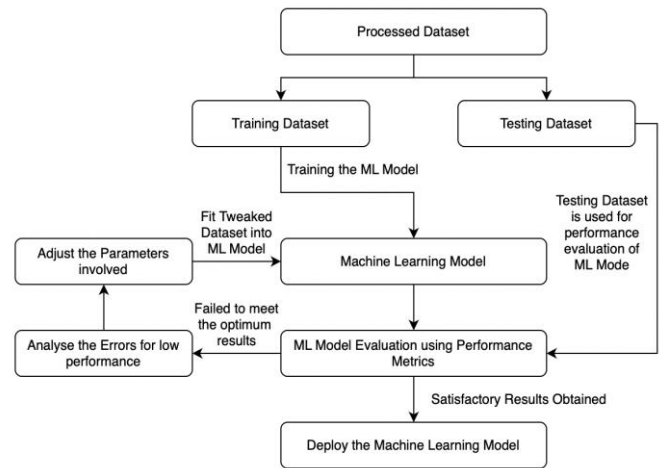 Processed Dataset
Training Dataset
Testing Dataset
Training the ML Model
Fit Tweaked
Dataset into
ML Model
Testing Dataset
is used for
performance
evaluation of
ML Mode
Adjust the Parameters
involved
Machine Learning Model
Failed to meet
the optimum
results
Analyse the Errors for low
performance
ML Model Evaluation using Performance
Metrics
Satisfactory Results Obtained
Deploy the Machine Learning Model